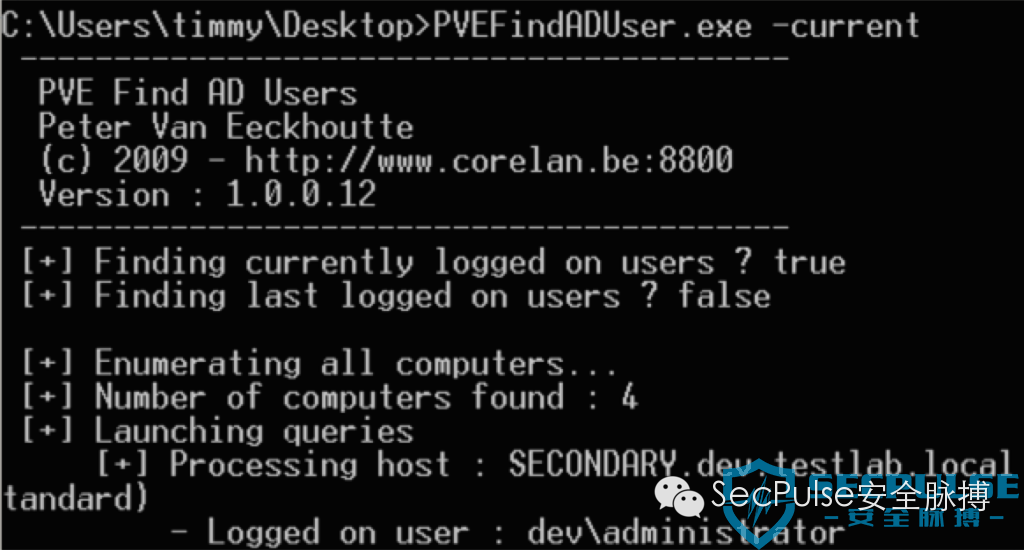 C:\Users\timmy\Desktop>PVEFindADUser.exe -current
-----------------------------------------
PVE Find AD Users
Peter Van Eeckhoutte
(c) 2009 - http://www.corelan.be:8800
Version : 1.0.0.12
-----------------------------------------
[+] Finding currently logged on users ? true
[+] Finding last logged on users ? false
[+] Enumerating all computers...
[+] Number of computers found : 4
[+] Launching queries
[+] Processing host : SECONDARY.dev.testlab.local
tandard)
- Logged on user : dev\administrator
SecPulse安全脉搏
SECPULSE
-安全脉搏-